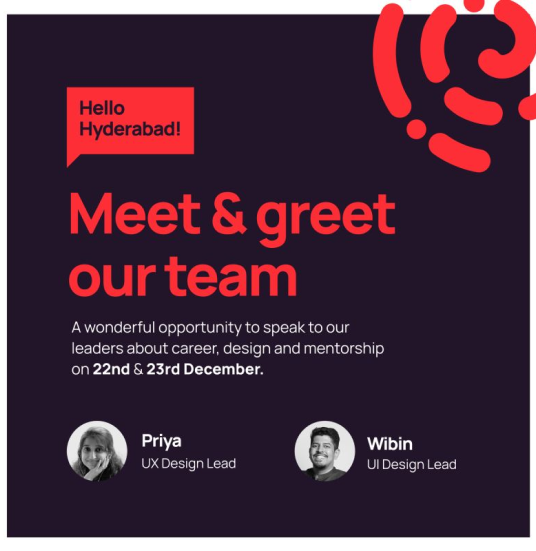 Hello
Hyderabad!
Meet & greet
our team
A wonderful opportunity to speak to our
leaders about career, design and mentorship
on 22nd & 23rd December.
Priya
UX Design Lead
Wibin
UI Design Lead